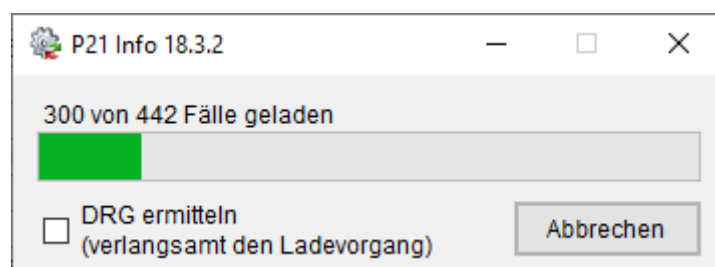 P21 Info 18.3.2
300 von 442 Fälle geladen
DRG ermitteln
(verlangsamt den Ladevorgang)
Abbrechen